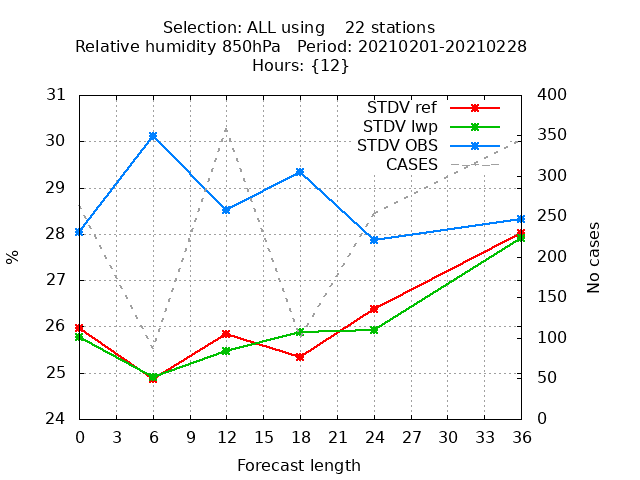 Selection: ALL using    22 stations
Relative humidity 850hPa   Period: 20210201-20210228
Hours: {12}
STDV ref
STDV lwp
STDV OBS
CASES
31
30
29
28
27
26
25
24
400
350
300
250
200
150
100
50
0
%
No cases
0 3 6 9 12 15 18 21 24 27 30 33 36
Forecast length